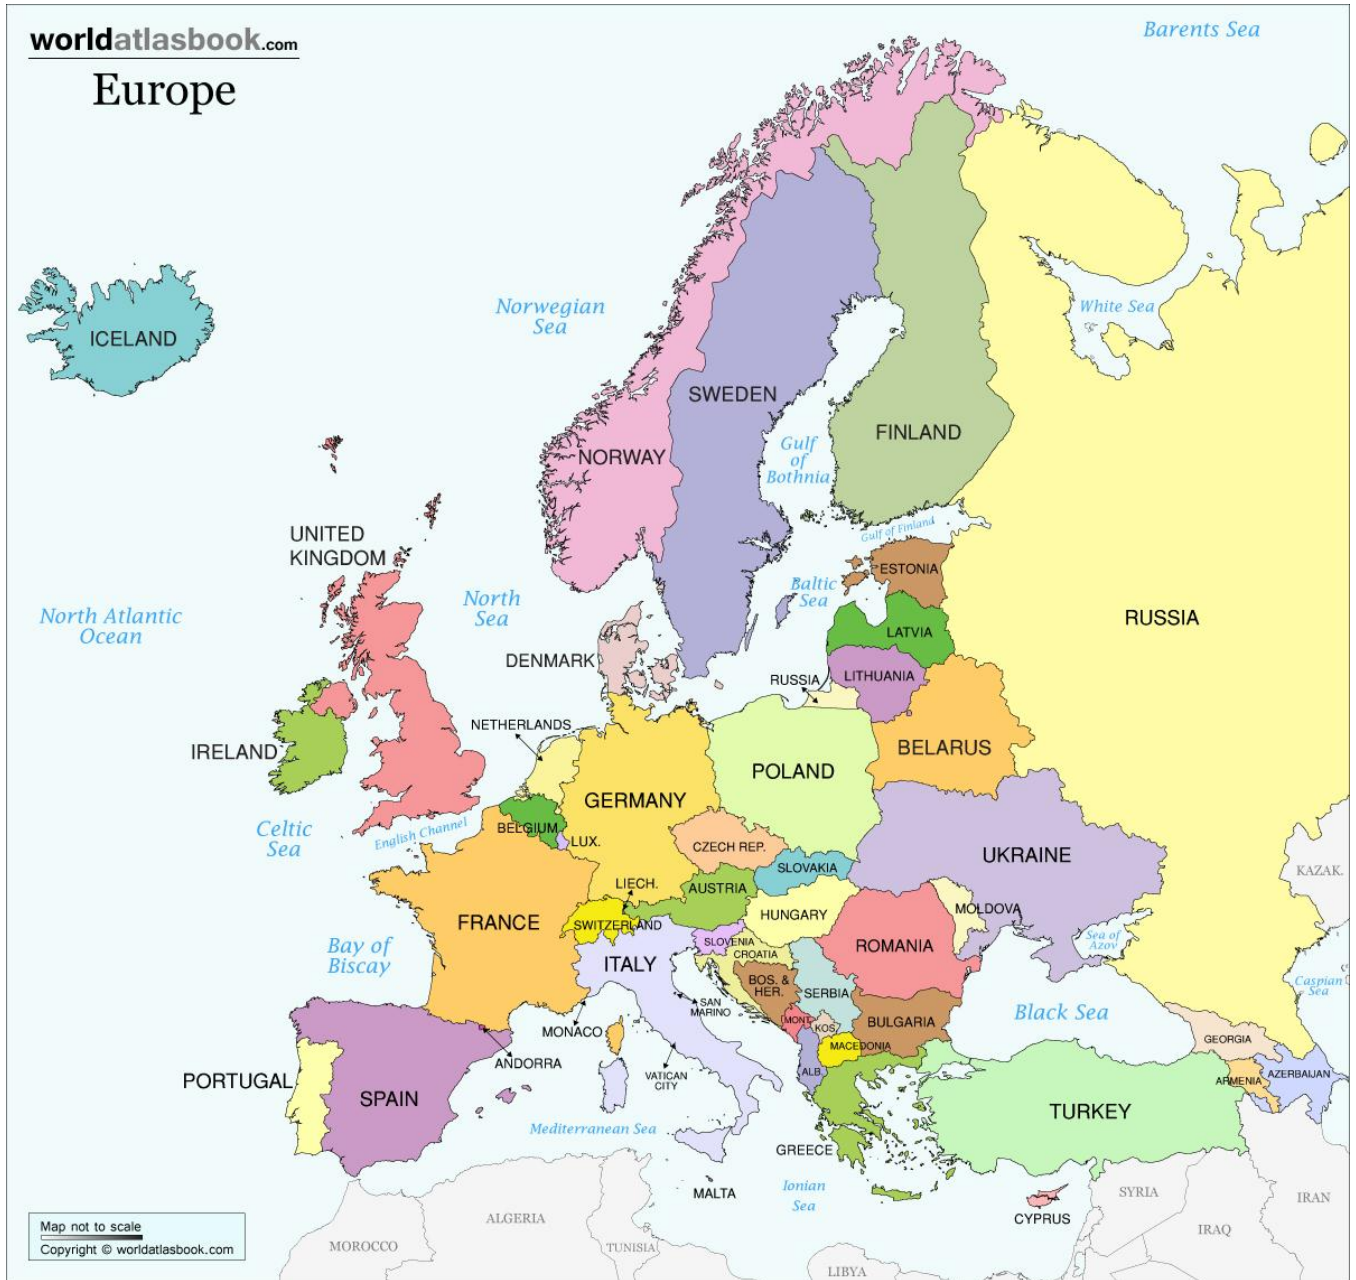 worldatlasbook.com
Europe
Barents Sea
ICELAND
Norwegian
Sea
White Sea
SWEDEN
FINLAND
NORWAY
Gulf
of
Bothnia
UNITED
KINGDOM
Gulf of Finland
ESTONIA
North Atlantic
Ocean
North
Sea
Baltic
Sea
RUSSIA
LATVIA
DENMARK
RUSSIA
LITHUANIA
NETHERLANDS
IRELAND
BELARUS
POLAND
GERMANY
Celtic
Sea
English Channel
BELGIUM
LUX.
CZECH REP.
UKRAINE
SLOVAKIA
KAZAK.
LIECH.
AUSTRIA
FRANCE
SWITZERLAND
HUNGARY
MOLDOVA
Bay of
Biscay
ITALY
SLOVENIA
CROATIA
ROMANIA
Sea of
Azov
BOS. &
HER.
SERBIA
Caspian
Sea
SAN
MARINO
Black Sea
MONACO
MONT.
KOS.
BULGARIA
ANDORRA
MACEDONIA
GEORGIA
PORTUGAL
SPAIN
VATICAN
CITY
ALB.
ARMENIA
AZERBAIJAN
TURKEY
Mediterranean Sea
GREECE
MALTA
Ionian
Sea
CYPRUS
SYRIA
IRAN
IRAQ
ALGERIA
MOROCCO
TUNISIA
LIBYA
Map not to scale
Copyright © worldatlasbook.com